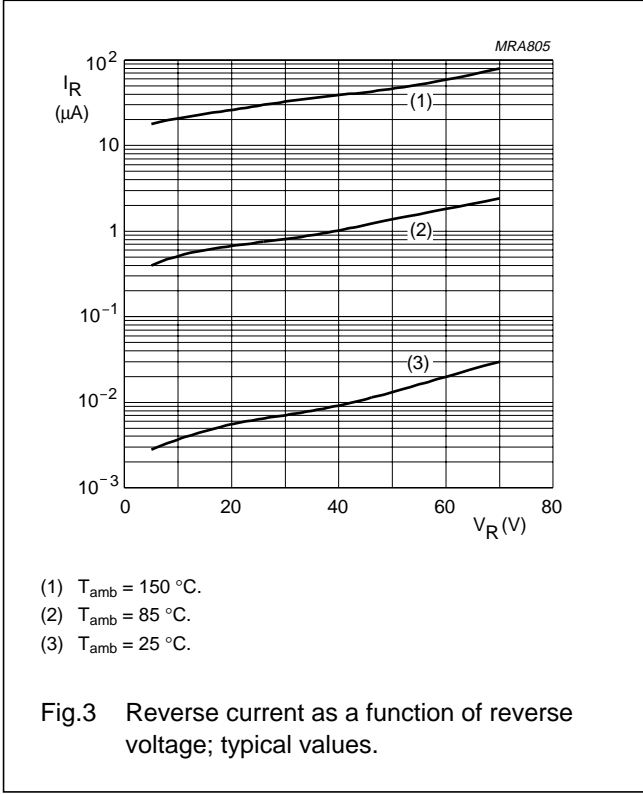 MRA805
10²
I_R
(μA)
(1)
10
1
(2)
10⁻¹
(3)
10⁻²
10⁻³
0 20 40 60 80
V_R (V)
(1) T_amb = 150 °C.
(2) T_amb = 85 °C.
(3) T_amb = 25 °C.
Fig.3 Reverse current as a function of reverse
voltage; typical values.